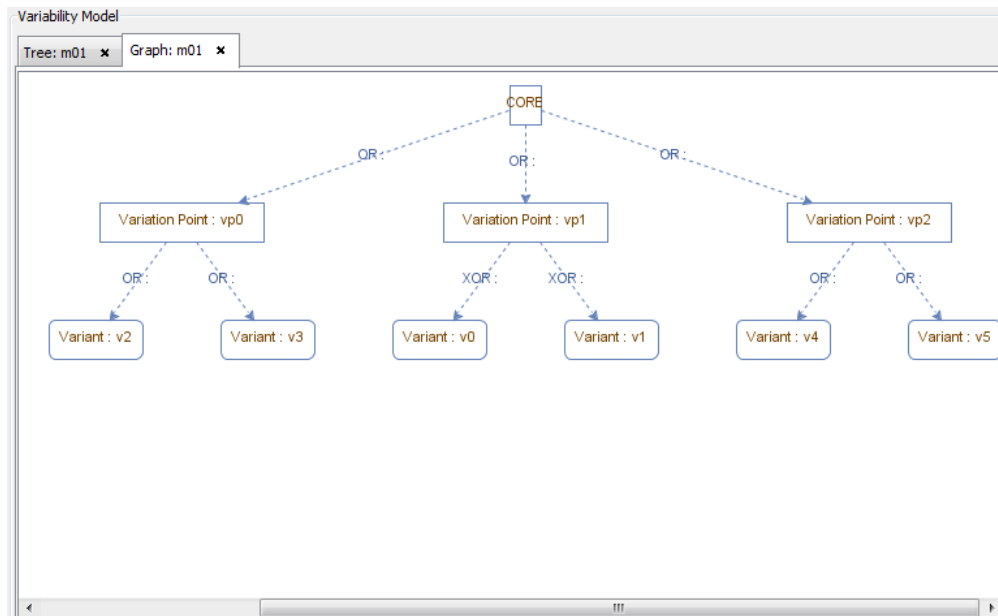 Variability Model
Tree: m01 ×
Graph: m01 ×
CORE
OR :
OR :
OR :
Variation Point : vp0
Variation Point : vp1
Variation Point : vp2
OR :
OR :
XOR :
XOR :
OR :
OR :
Variant : v2
Variant : v3
Variant : v0
Variant : v1
Variant : v4
Variant : v5